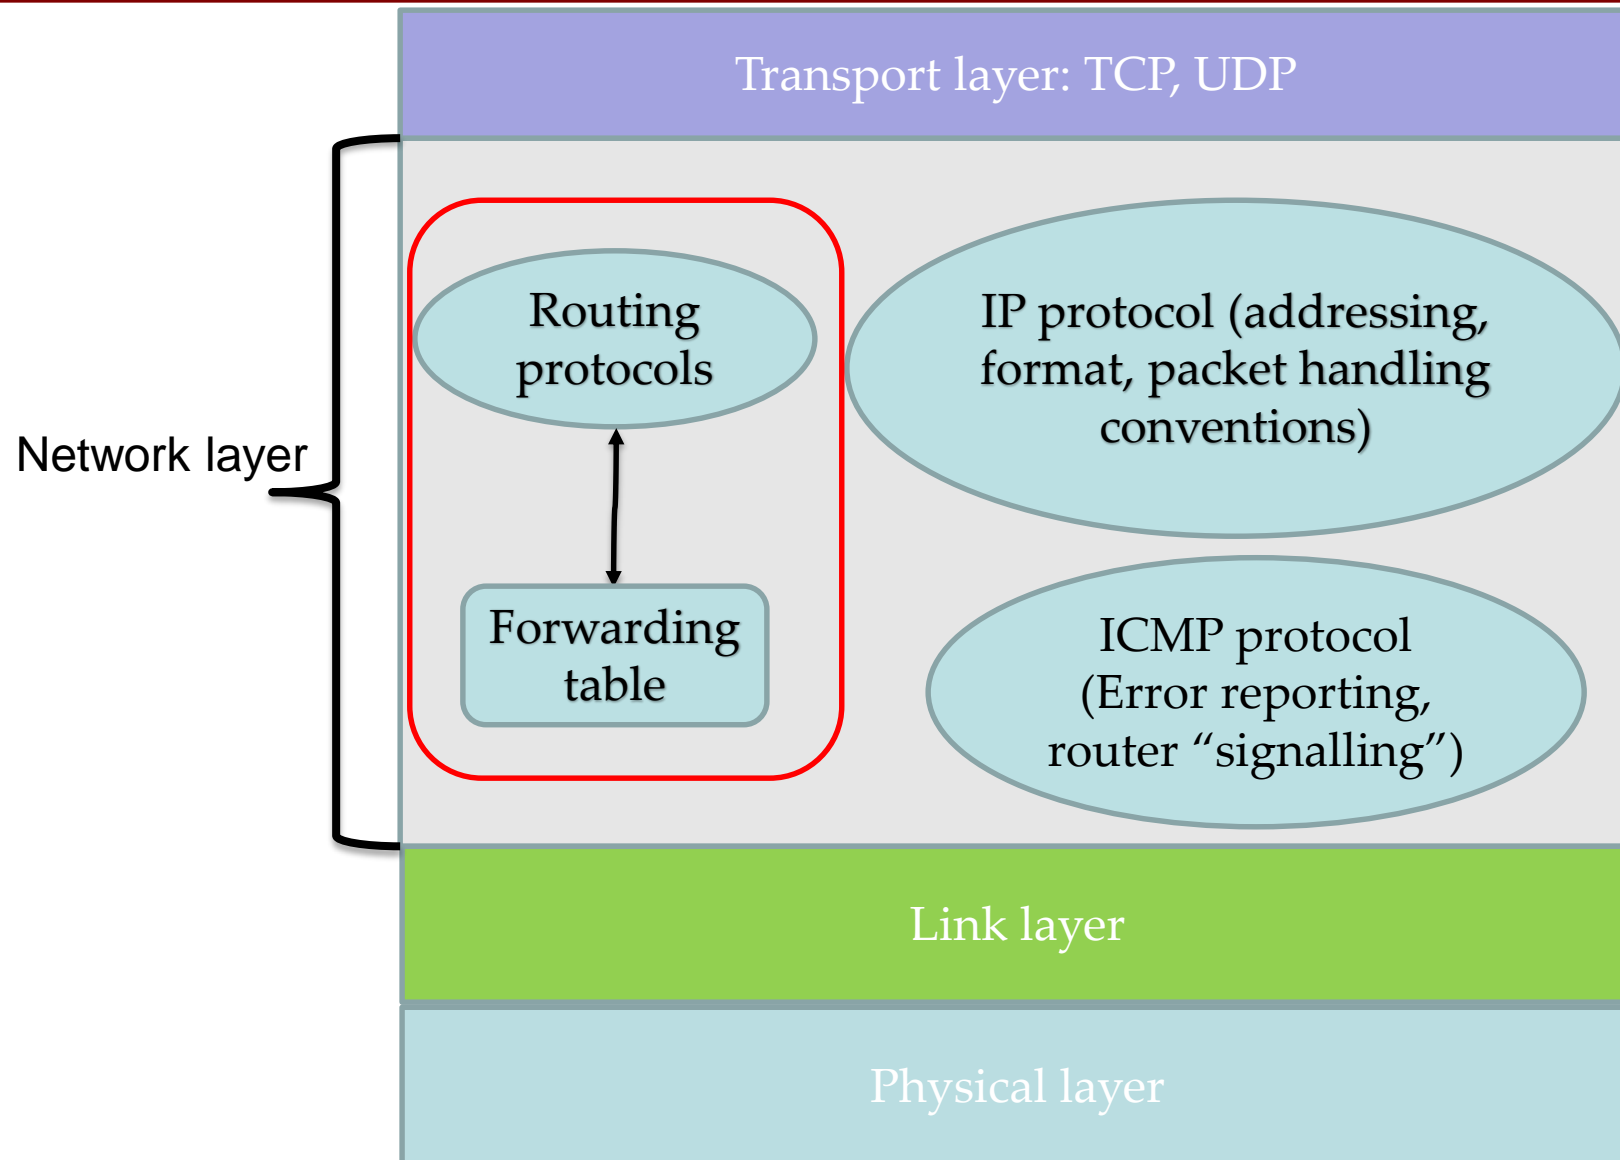 Transport layer: TCP, UDP
Routing
protocols
IP protocol (addressing,
format, packet handling
conventions)
Network layer
Forwarding
table
ICMP protocol
(Error reporting,
router “signalling”)
Link layer
Physical layer